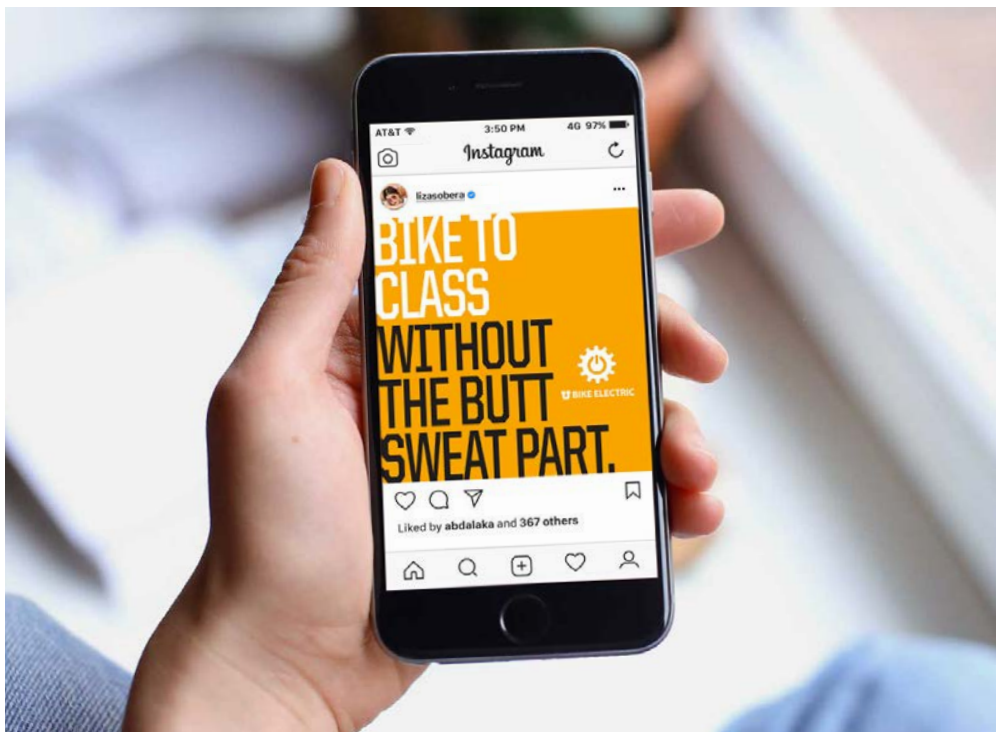 AT&T 3:50 PM 4G 97%
Instagram
lizasobera
BIKE TO
CLASS
WITHOUT
THE BUTT
SWEAT PART.
BIKE ELECTRIC
Liked by abdalaka and 367 others